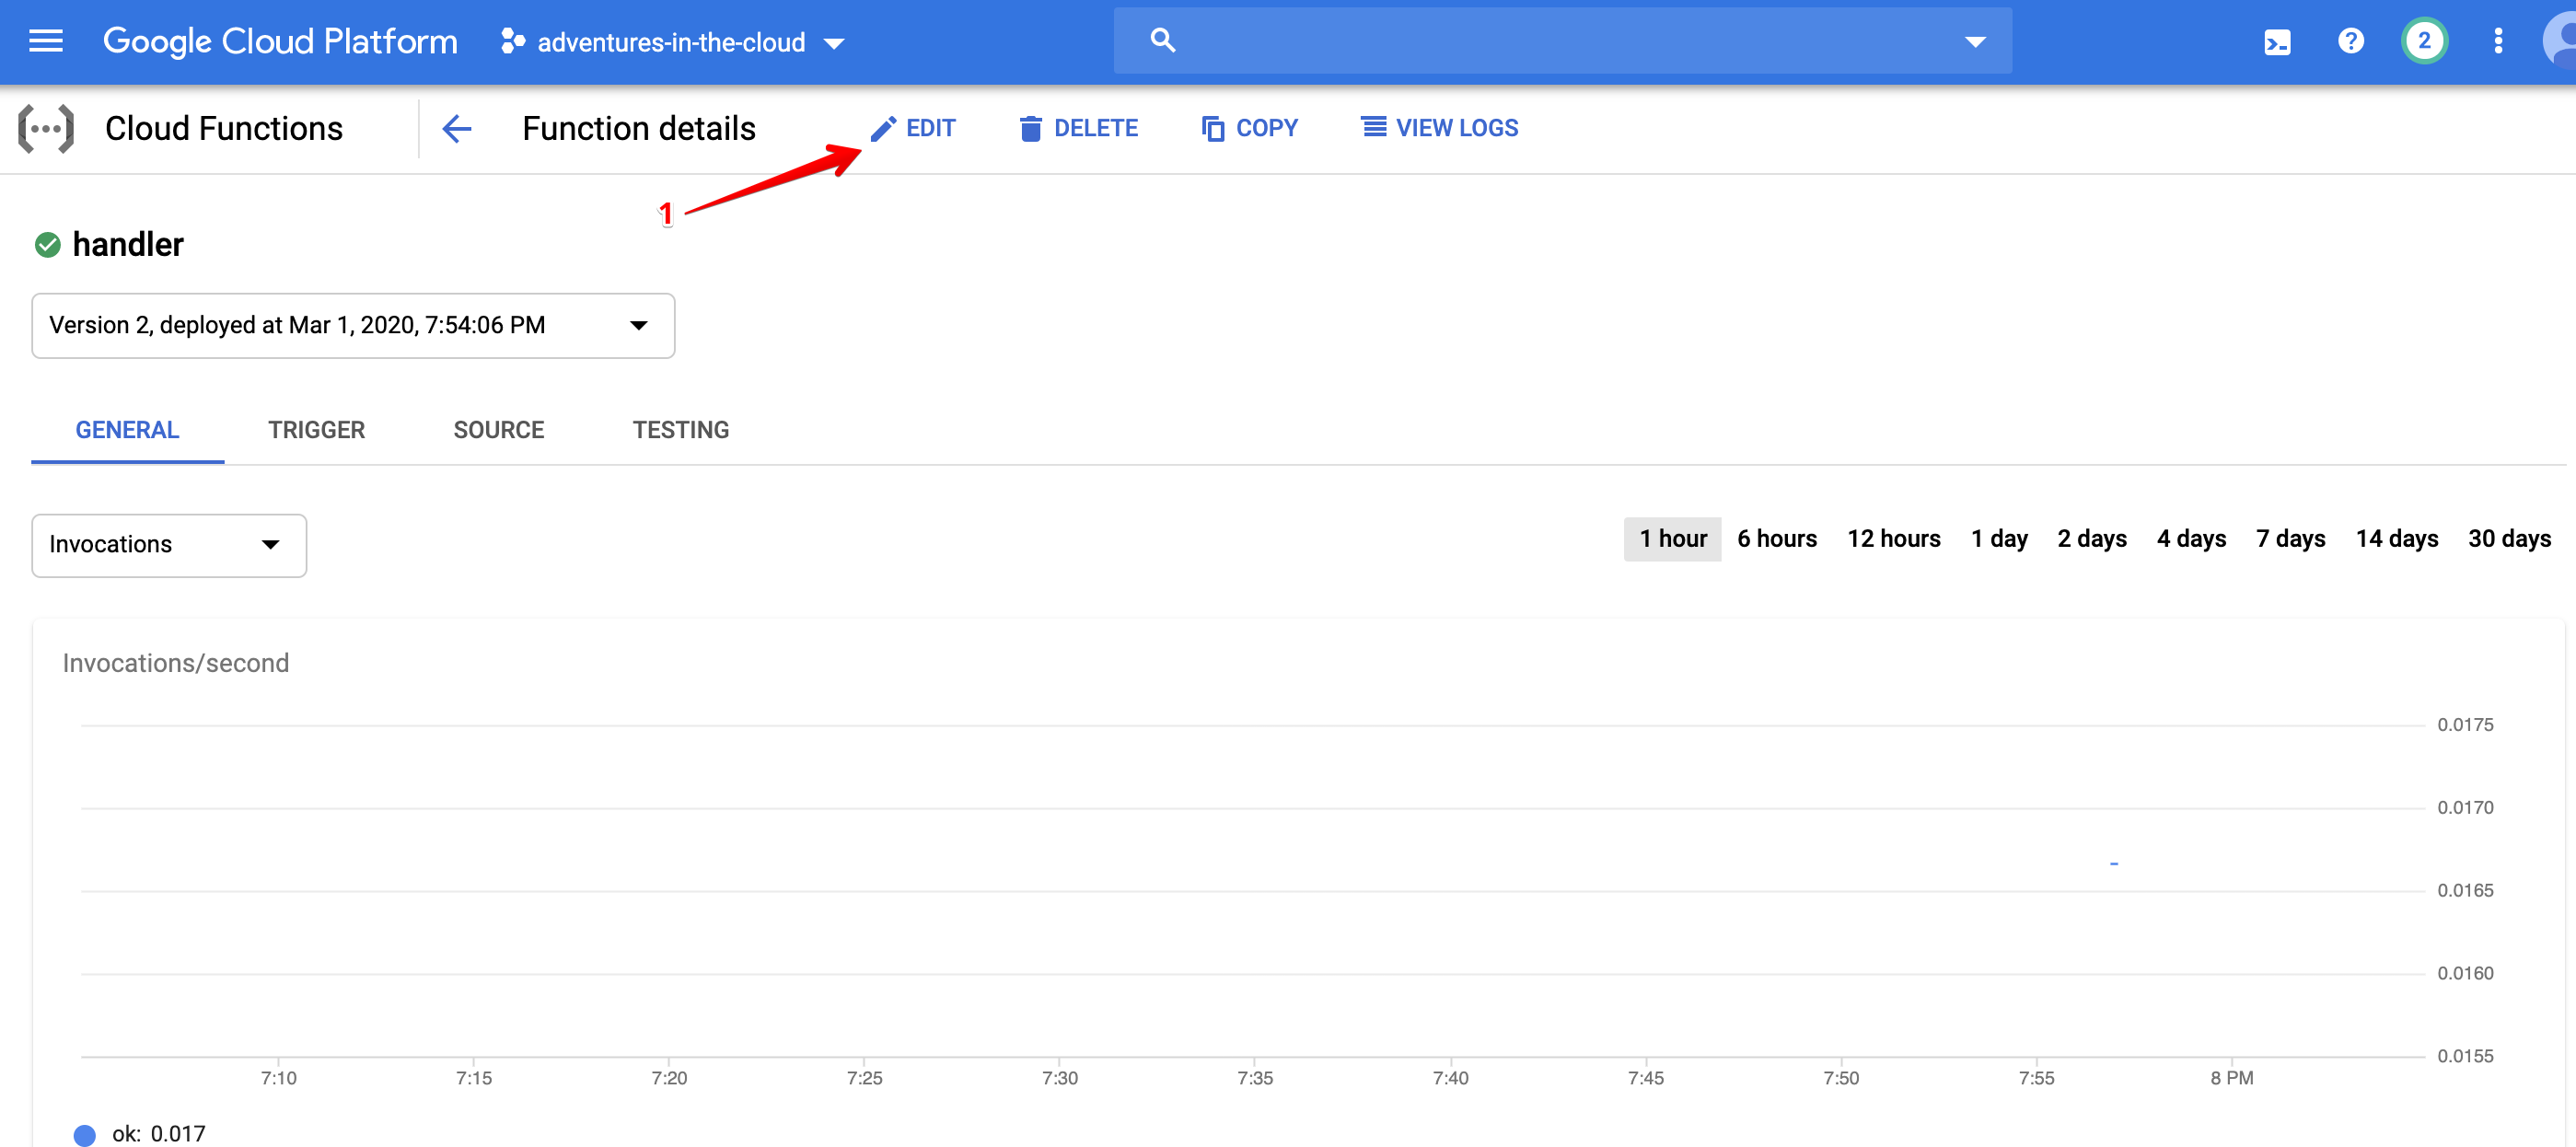 Google Cloud Platform adventures-in-the-cloud ? 2
Cloud Functions Function details EDIT DELETE COPY VIEW LOGS
1
handler
Version 2, deployed at Mar 1, 2020, 7:54:06 PM
GENERAL TRIGGER SOURCE TESTING
Invocations 1 hour 6 hours 12 hours 1 day 2 days 4 days 7 days 14 days 30 days
Invocations/second
0.0175
0.0170
0.0165
0.0160
0.0155
7:10 7:15 7:20 7:25 7:30 7:35 7:40 7:45 7:50 7:55 8 PM
ok: 0.017